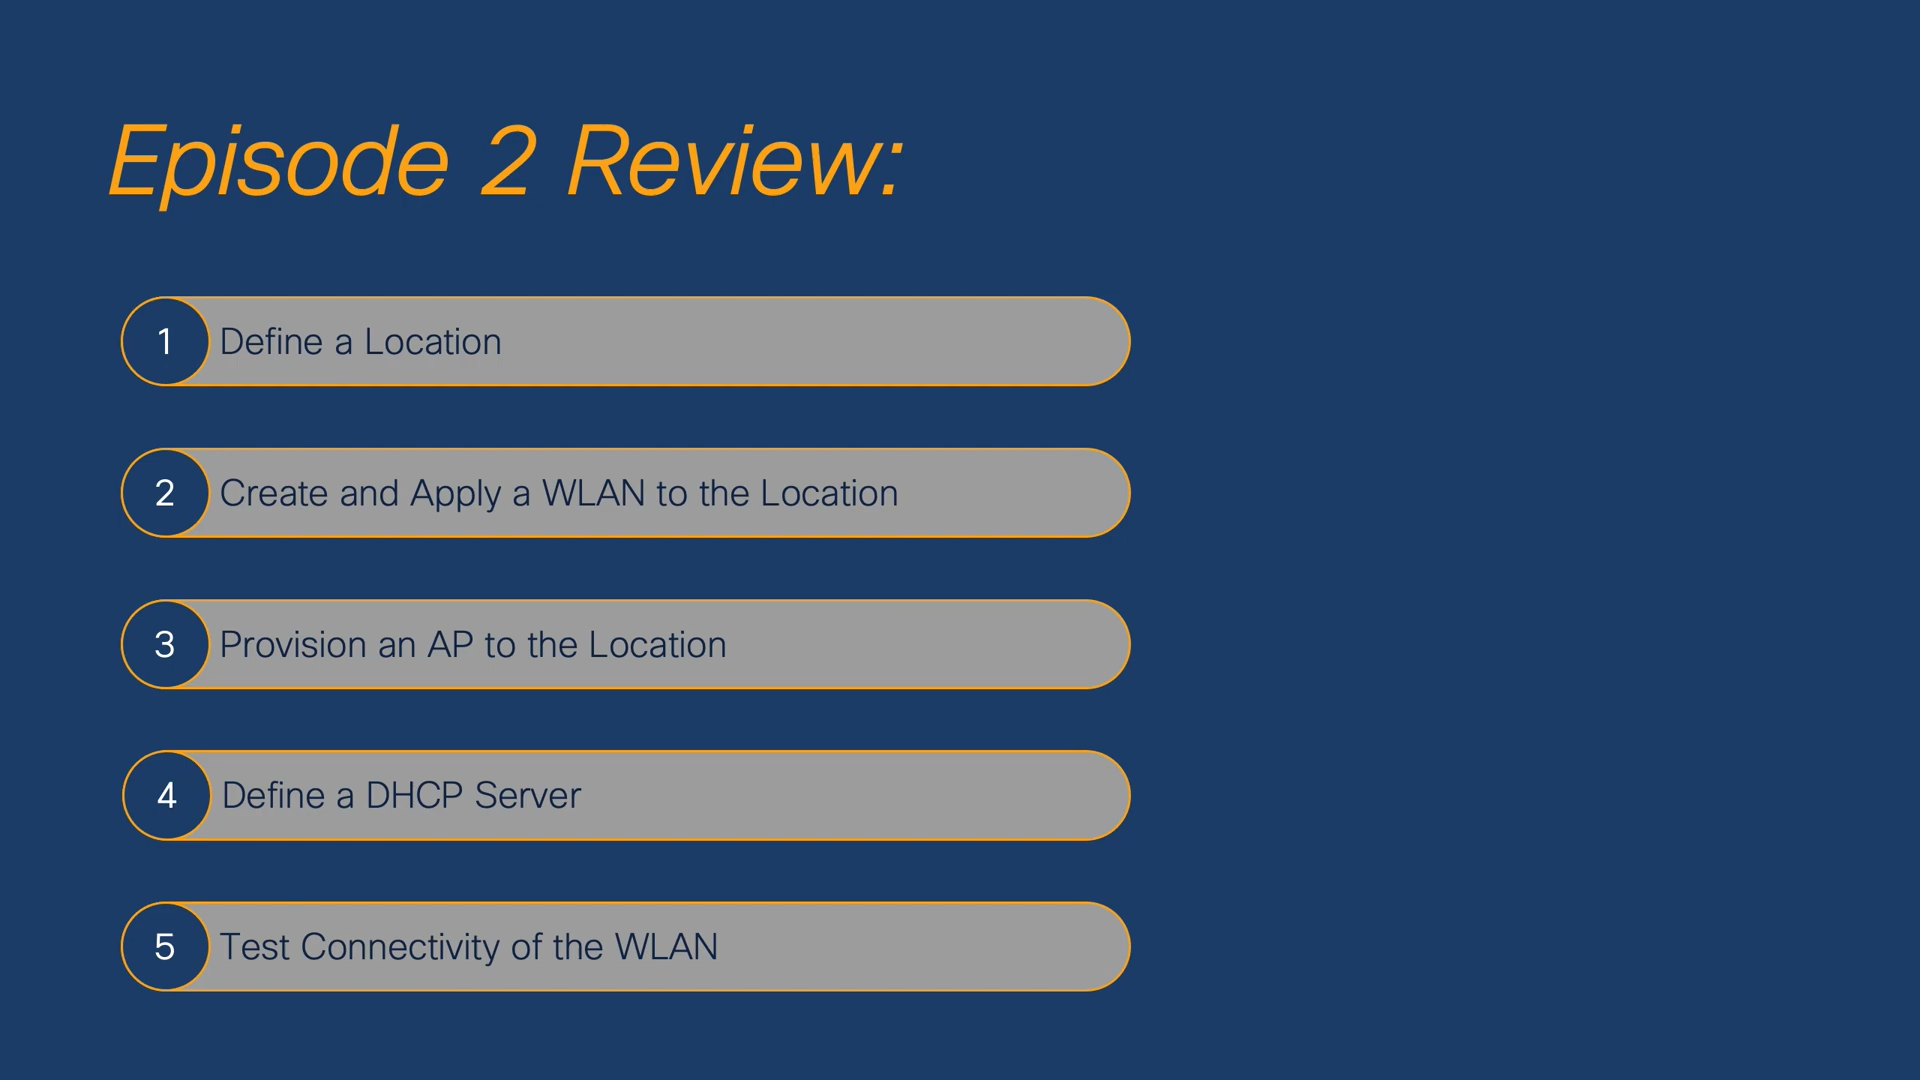 Episode 2 Review:
1 Define a Location
2 Create and Apply a WLAN to the Location
3 Provision an AP to the Location
4 Define a DHCP Server
5 Test Connectivity of the WLAN